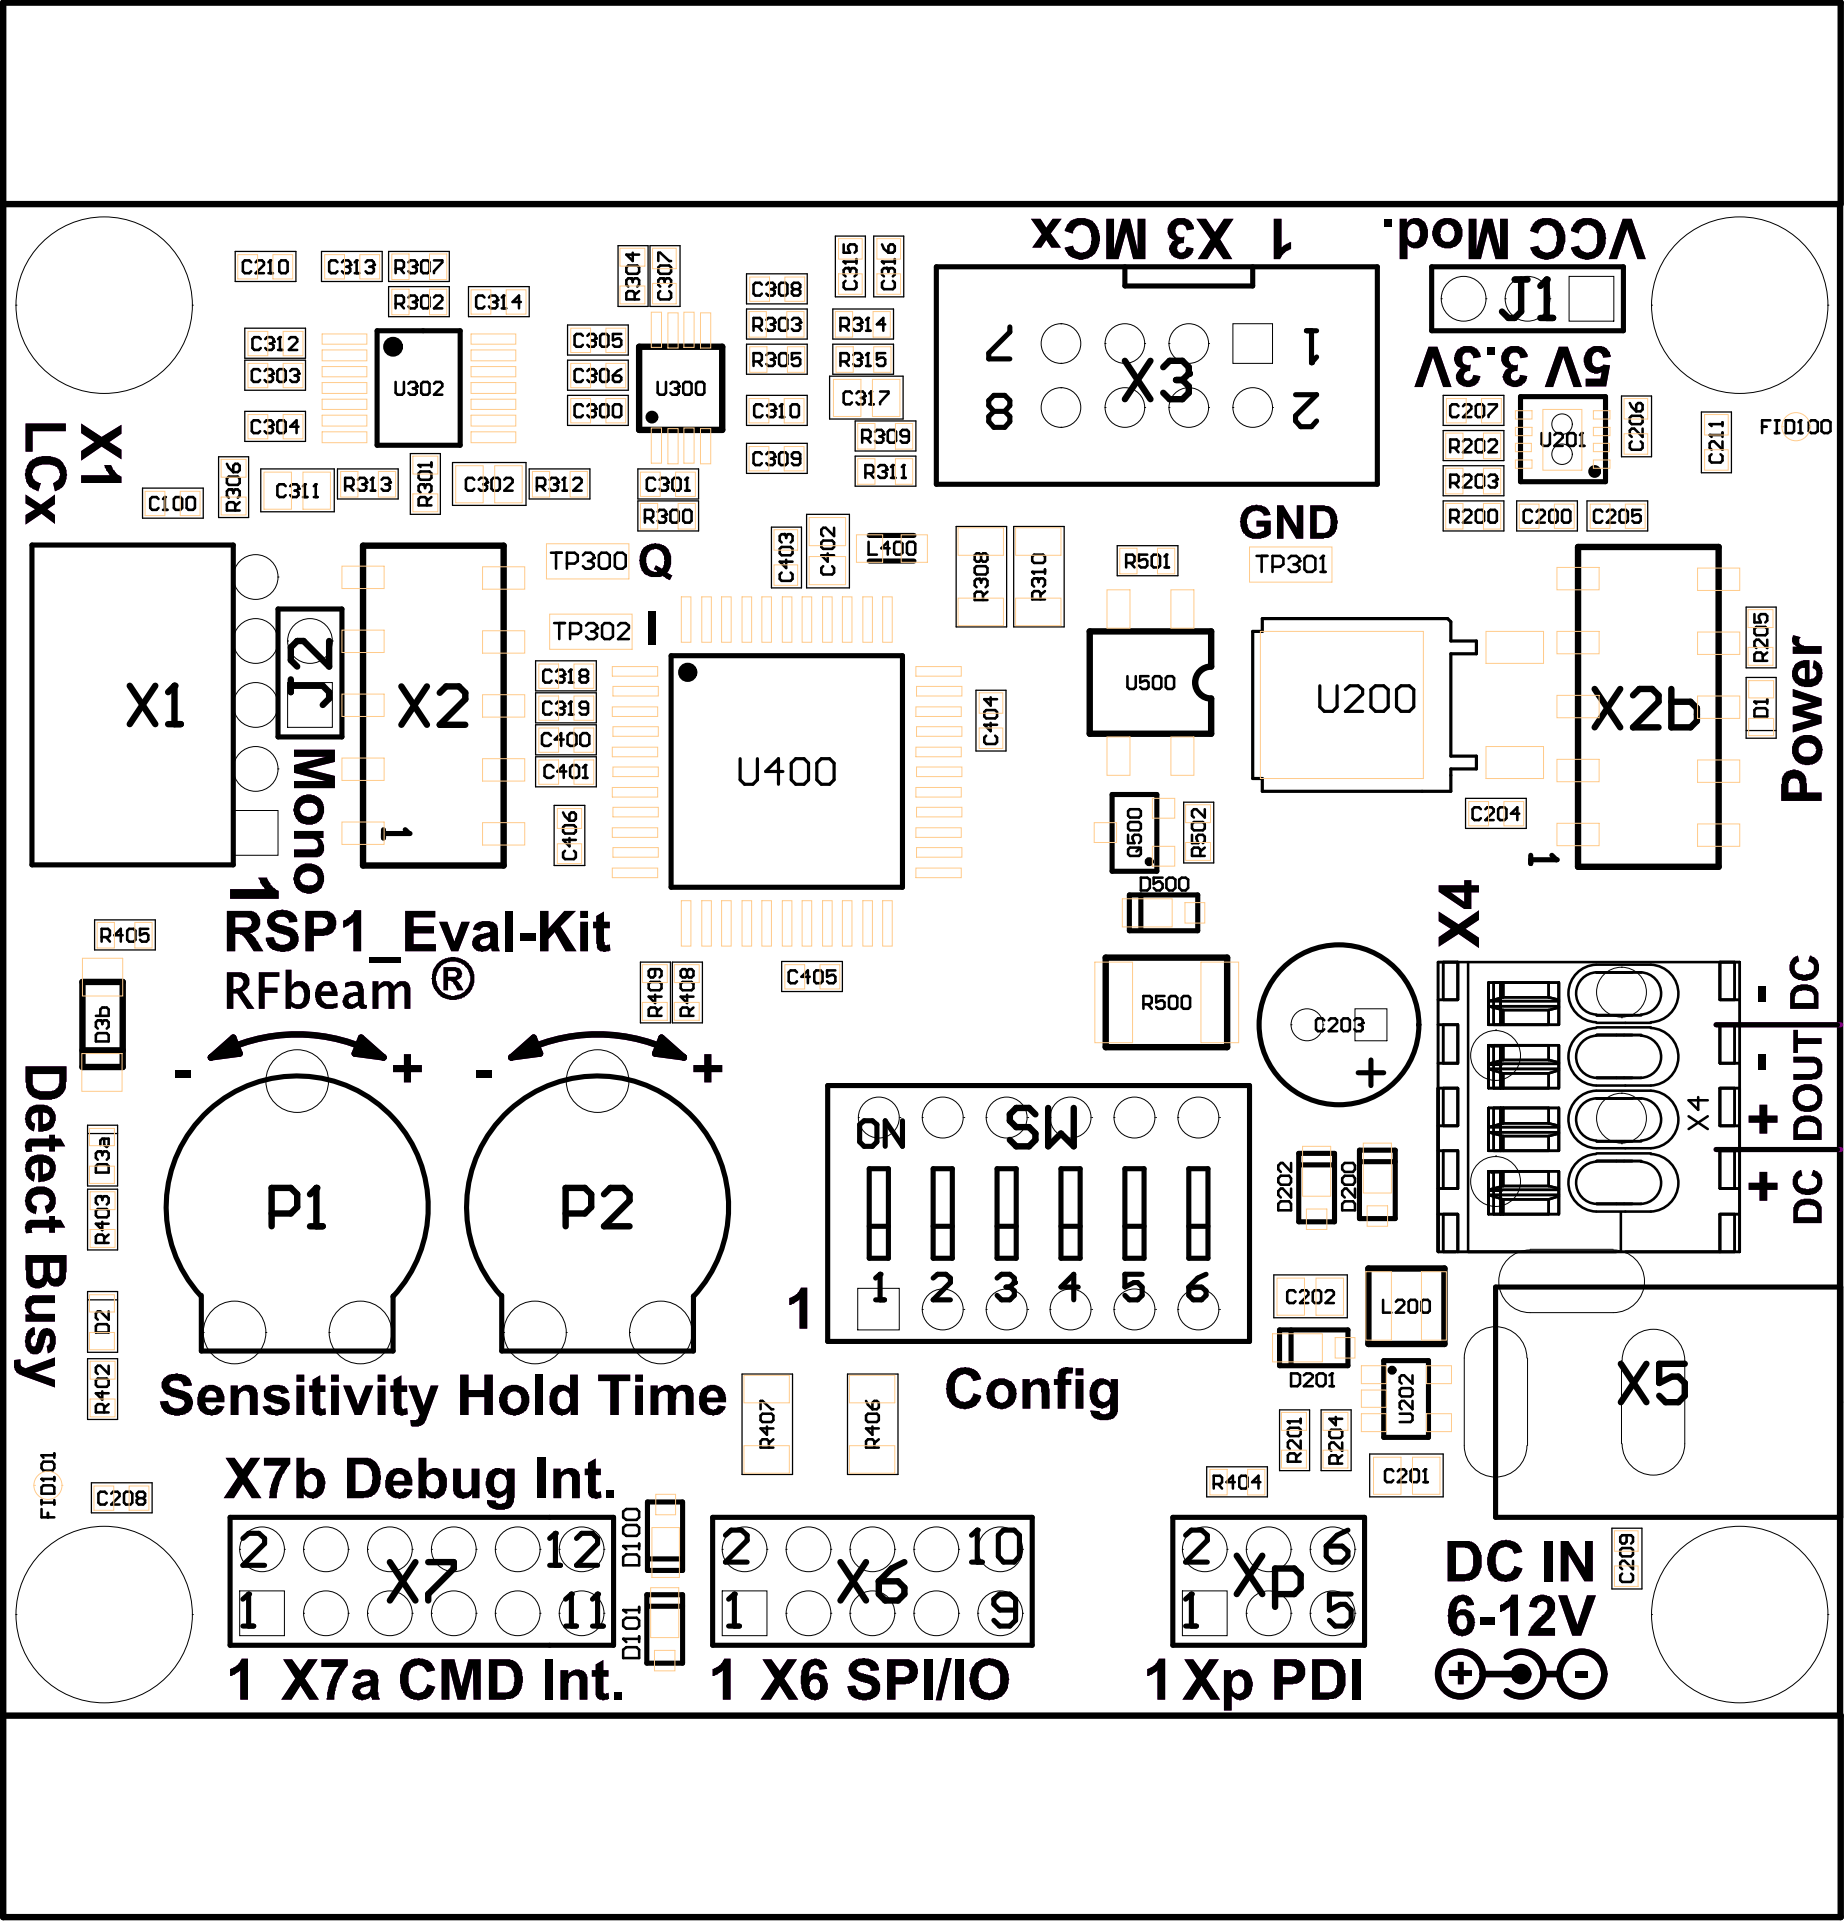 X3 MCx
1
VCC Mod.
C210
C313
R307
R304
C307
C315
C316
C308
R302
C314
J1
C312
C305
R303
R314
7
1
X3
C303
U302
C306
U300
R305
R315
5V 3.3V
C304
C300
C310
C317
8
2
C207
U201
C206
C211
FID100
X1
LCx
R309
R202
C309
R306
C311
R313
R301
C302
R312
C301
R311
R203
C100
R300
R200
C200
C205
GND
TP300
Q
C403
C402
L400
R308
R310
R501
TP301
TP302
I
R205
J2
C318
U500
X1
X2
C319
C404
U200
X2b
D1
Power
C400
C401
U400
Mono
1
C406
Q500
R502
C204
1
1
D500
X4
RSP1_Eval-Kit
R405
RFbeam ®
R409
R408
C405
R500
C203
+
- DC
D3b
- +
- +
- DOUT
+
X4
ON
SW
Detect Busy
D3a
R403
P1
P2
D202
D200
+ DC
1
1 2 3 4 5 6
C202
L200
D2
R402
D201
U202
X5
Sensitivity Hold Time
R407
R406
Config
R201
R204
X7b Debug Int.
FID101
C208
R404
C201
D100
2
12
X7
2
10
X6
2
6
Xp
DC IN
C209
1
11
D101
1
9
1
5
6-12V
1 X7a CMD Int.
1 X6 SPI/IO
1 Xp PDI
+ -